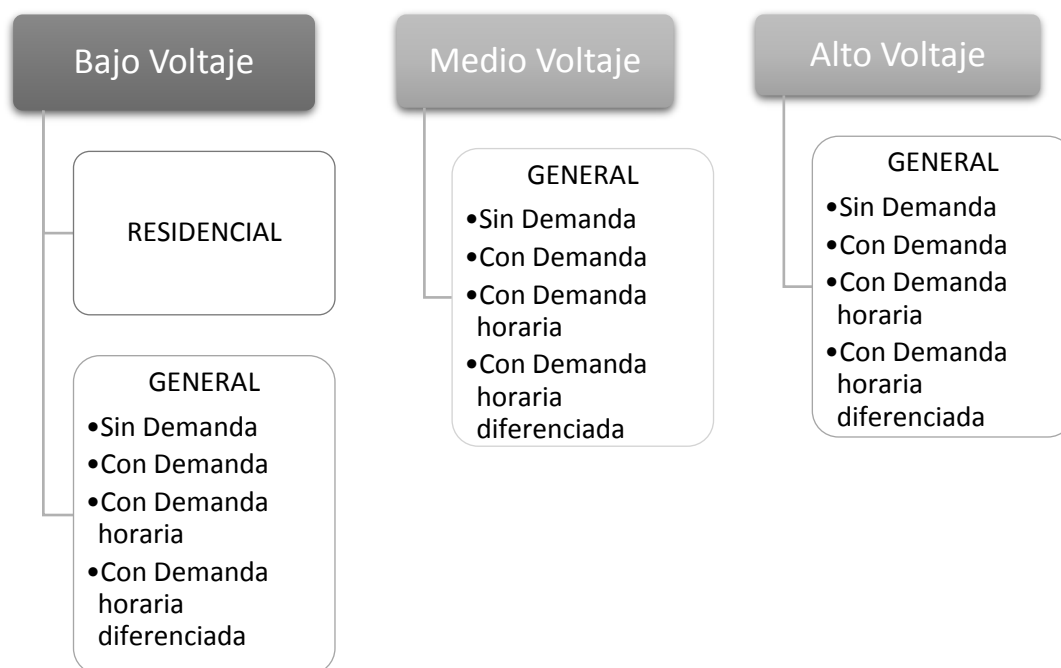 Bajo Voltaje
RESIDENCIAL
GENERAL
•Sin Demanda
•Con Demanda
•Con Demanda
horaria
•Con Demanda
horaria
diferenciada
Medio Voltaje
GENERAL
•Sin Demanda
•Con Demanda
•Con Demanda
horaria
•Con Demanda
horaria
diferenciada
Alto Voltaje
GENERAL
•Sin Demanda
•Con Demanda
•Con Demanda
horaria
•Con Demanda
horaria
diferenciada